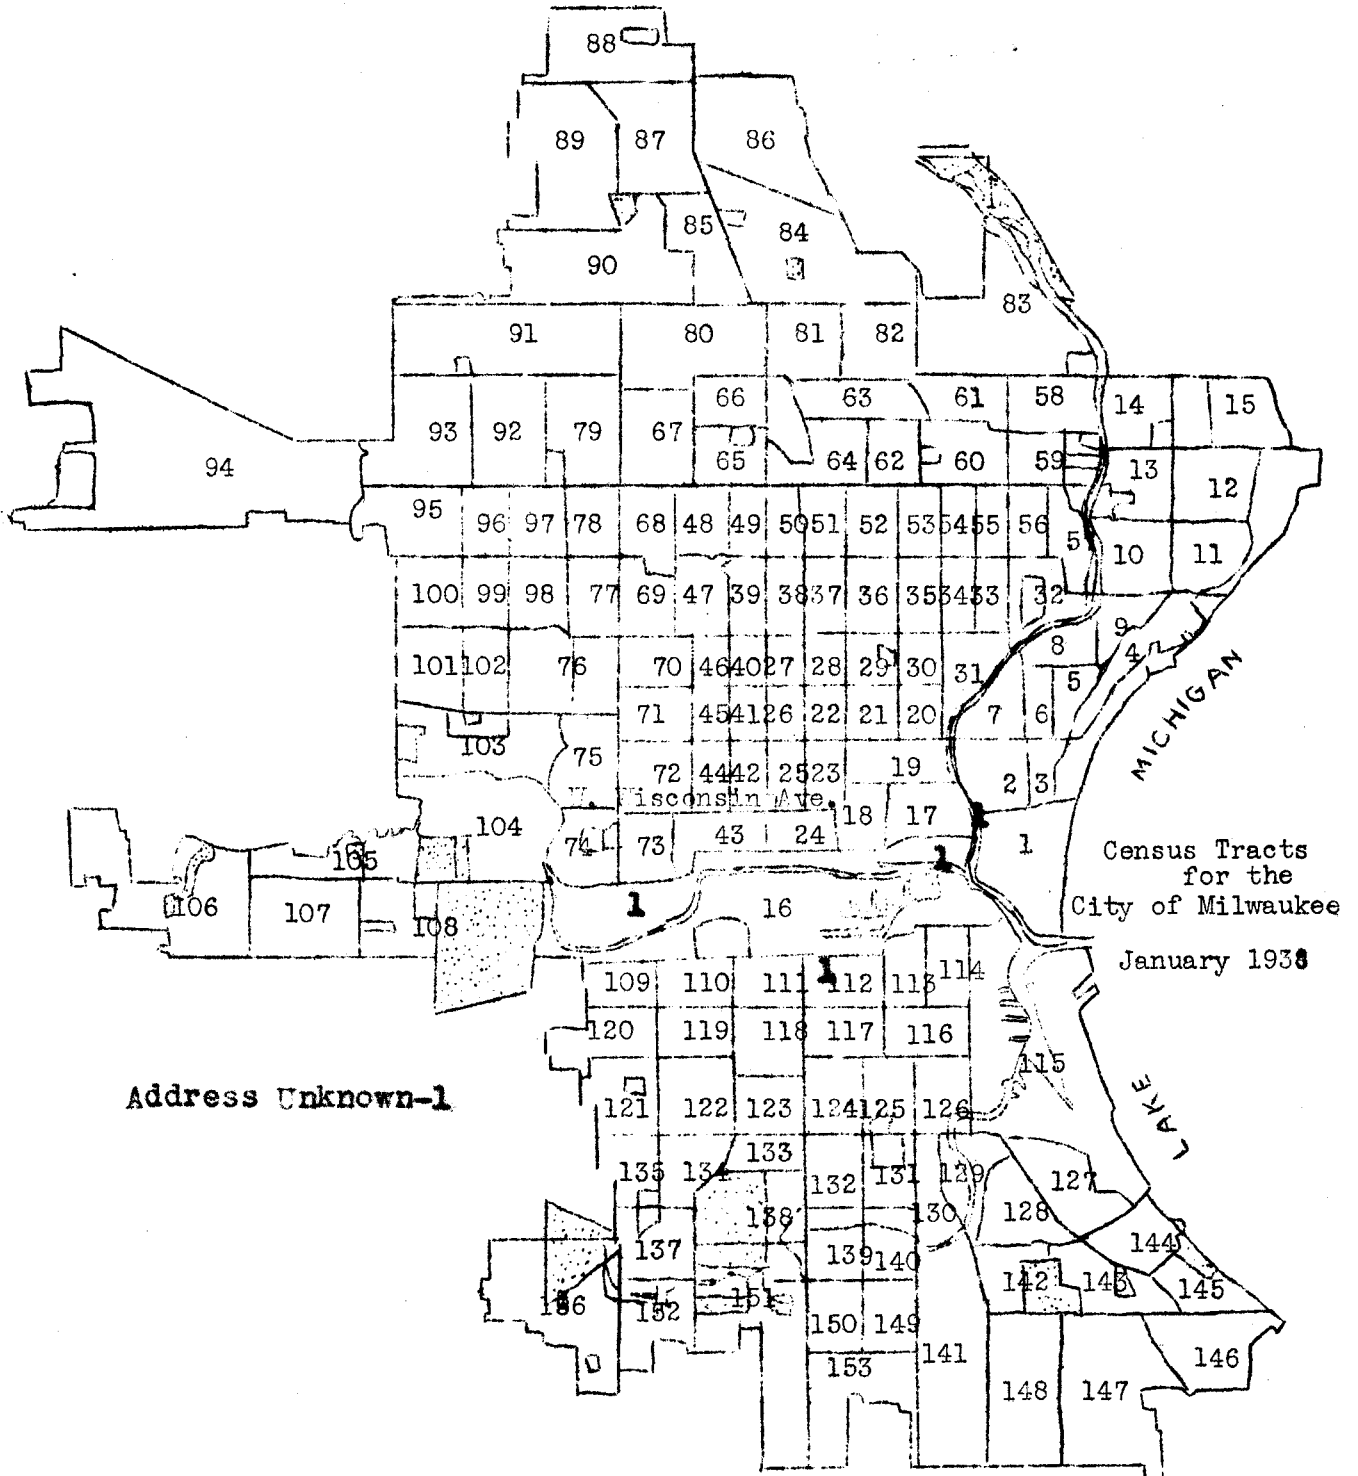 88
89 87 86
85 84
90
83
91 80 81 82
66 63 61 58 14 15
93 92 79 67
94 65 64 62 60 59 13 12
95 96 97 78 68 48 49 50 51 52 53 54 55 56 5 10 11
100 99 98 77 69 47 39 38 37 36 35 34 33 32
9
8 4
101 102 76 70 46 40 27 28 29 30 31 5
71 45 41 26 22 21 20 7 6
103 75
72 44 42 25 23 19 2 3
W. Wisconsin Ave.
MICHIGAN
1
104 74 73 43 24 18 17 1
105 1
106 107 108 1 16
Census Tracts
for the
City of Milwaukee
January 1938
109 110 111 1 112 113 114
120 119 118 117 116
115
Address Unknown-1
121 122 123 124 125 126
LAKE
133
135 134 132 131 129 127
138 130 128
137 139 140 144
142 143 145
136 152 151
150 149
153 141 146
148 147